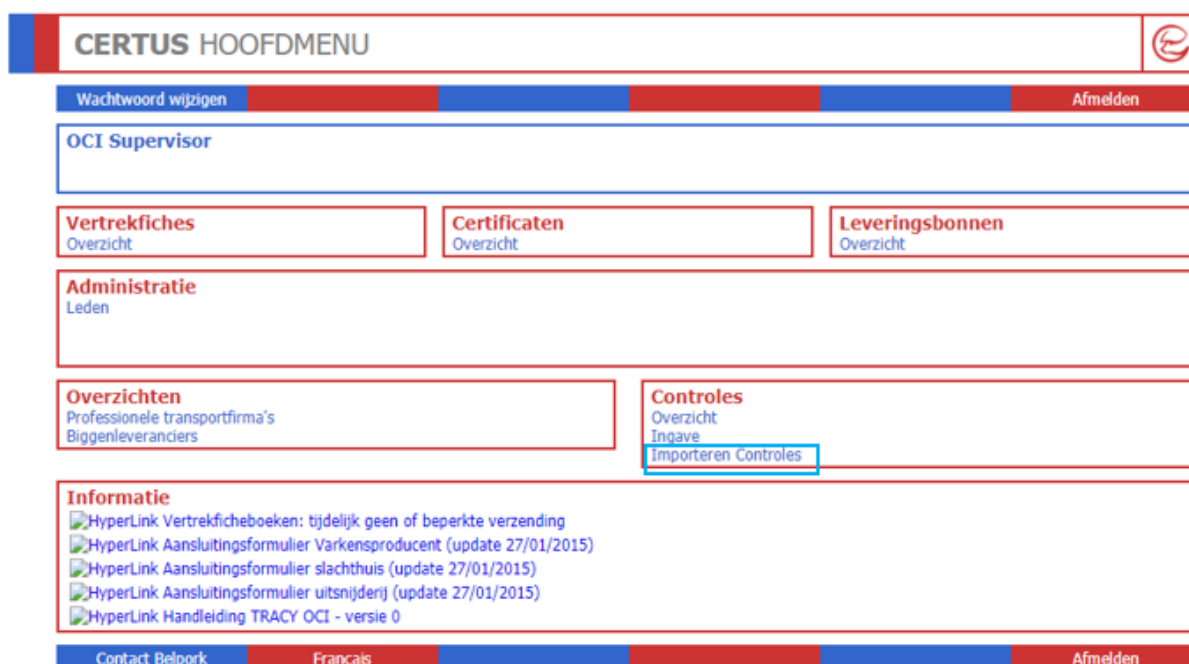 CERTUS HOOFDMENU
Wachtwoord wijzigen Afmelden
OCI Supervisor
Vertrekfiches
Overzicht
Certificaten
Overzicht
Leveringsbonnen
Overzicht
Administratie
Leden
Overzichten
Professionele transportfirma's
Biggenleveranciers
Controles
Overzicht
Ingave
Importeren Controles
Informatie
HyperLink Vertrekficheboeken: tijdelijk geen of beperkte verzending
HyperLink Aansluitingsformulier Varkensproducent (update 27/01/2015)
HyperLink Aansluitingsformulier slachthuis (update 27/01/2015)
HyperLink Aansluitingsformulier uitsnijderij (update 27/01/2015)
HyperLink Handleiding TRACY OCI - versie 0
Contact Belpork Français Afmelden